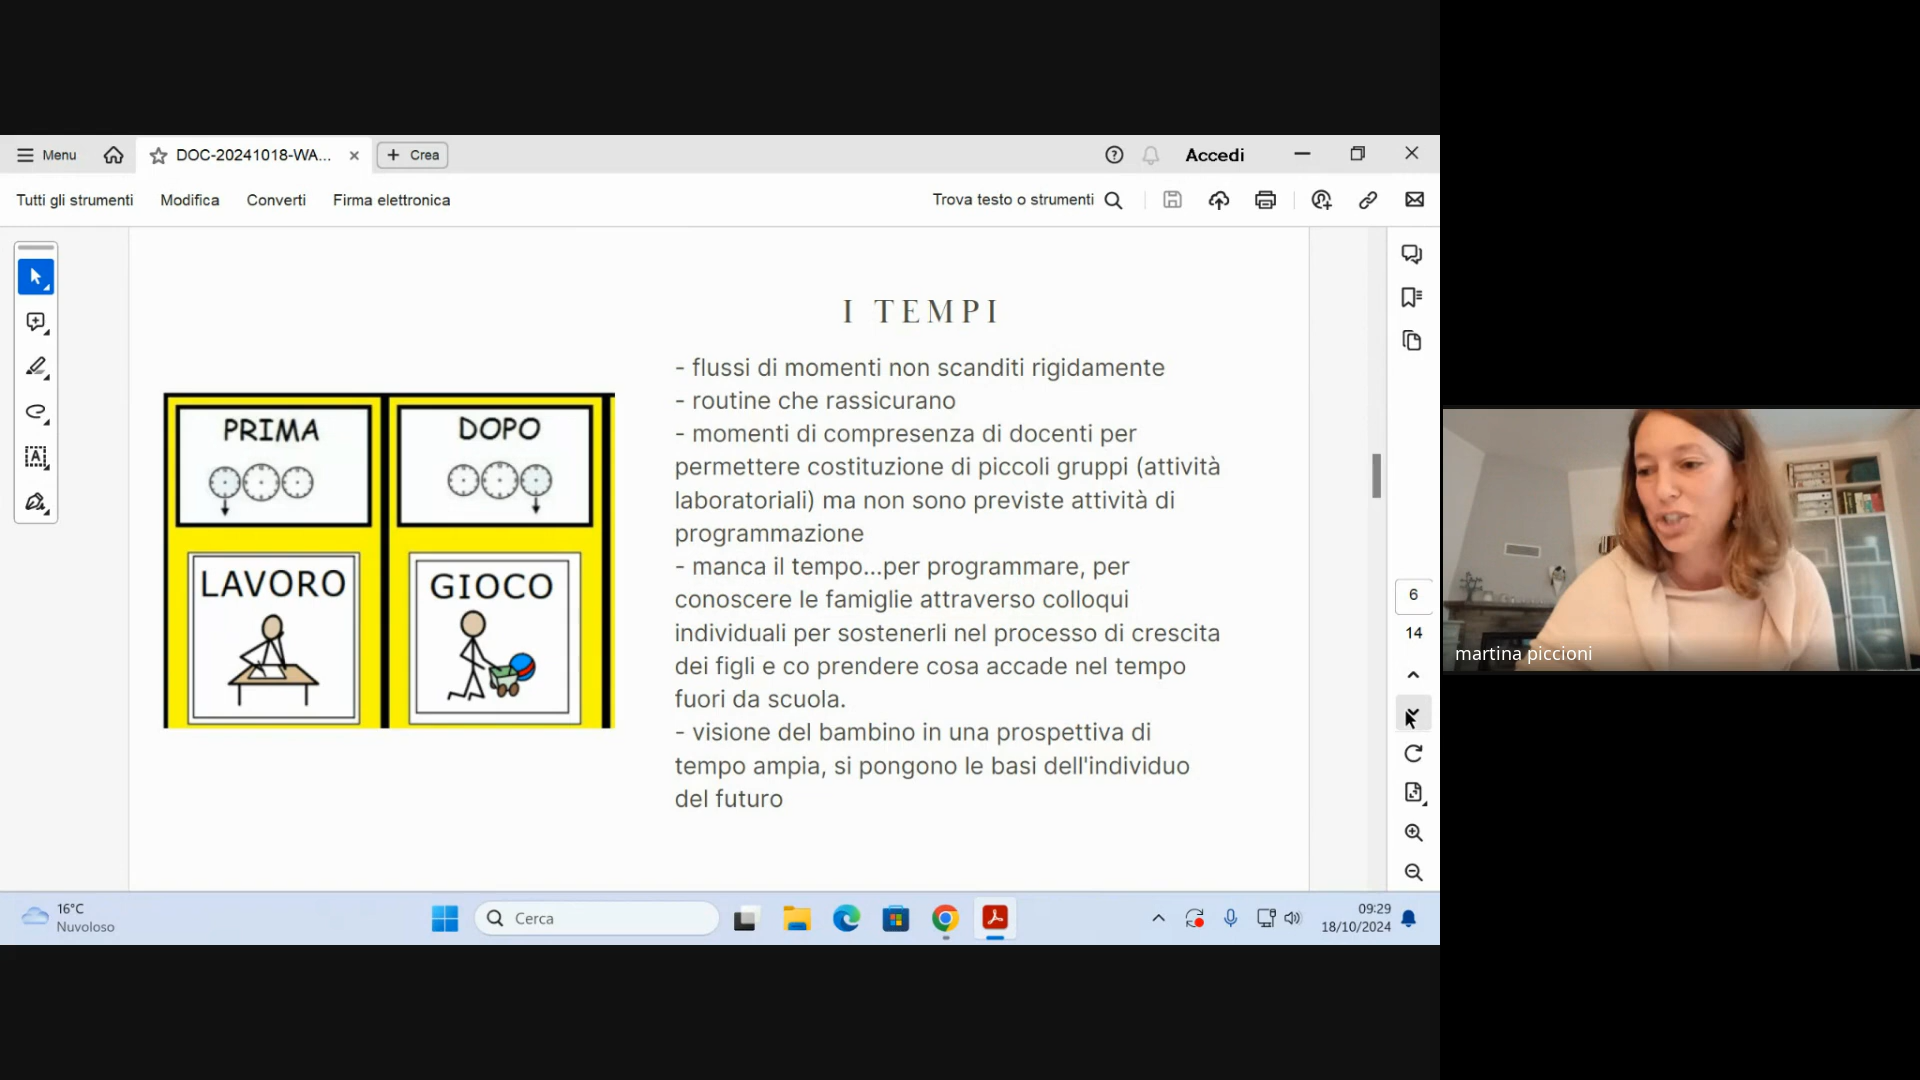 Menu
DOC-20241018-WA...
Crea
Accedi
Tutti gli strumenti
Modifica
Converti
Firma elettronica
Trova testo o strumenti
I TEMPI
- flussi di momenti non scanditi rigidamente
- routine che rassicurano
- momenti di compresenza di docenti per
permettere costituzione di piccoli gruppi (attività
laboratoriali) ma non sono previste attività di
programmazione
- manca il tempo...per programmare, per
conoscere le famiglie attraverso colloqui
individuali per sostenerli nel processo di crescita
dei figli e co prendere cosa accade nel tempo
fuori da scuola.
- visione del bambino in una prospettiva di
tempo ampia, si pongono le basi dell'individuo
del futuro
PRIMA
DOPO
LAVORO
GIOCO
6
14
martina piccioni
16°C
Nuvoloso
Cerca
09:29
18/10/2024